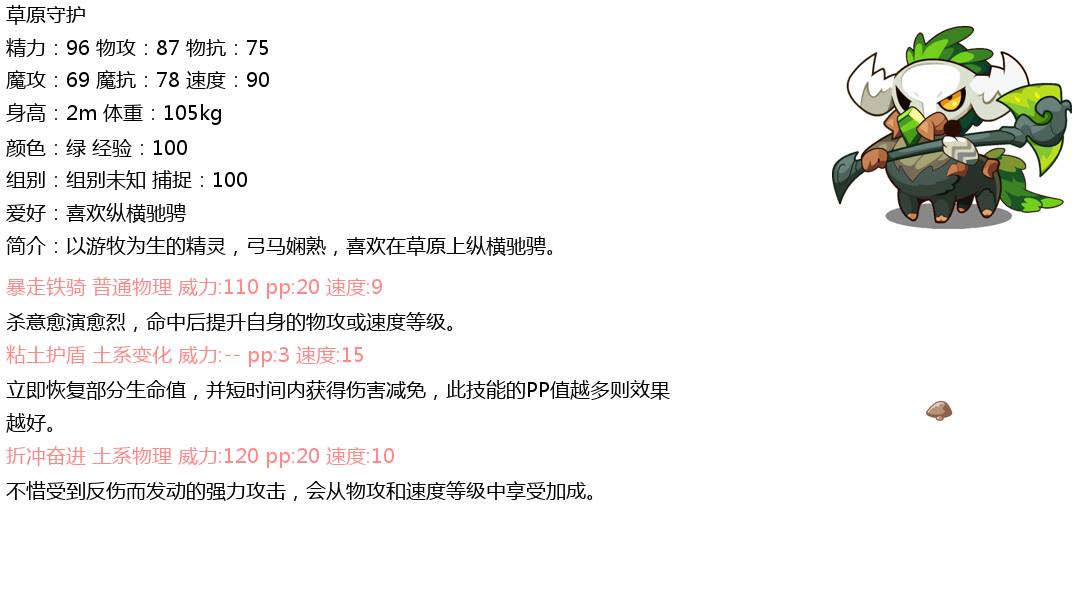 草原守护
精力：96 物攻：87 物抗：75
魔攻：69 魔抗：78 速度：90
身高：2m 体重：105kg
颜色：绿 经验：100
组别：组别未知 捕捉：100
爱好：喜欢纵横驰骋
简介：以游牧为生的精灵，弓马娴熟，喜欢在草原上纵横驰骋。
暴走铁骑 普通物理 威力:110 pp:20 速度:9
杀意愈演愈烈，命中后提升自身的物攻或速度等级。
粘土护盾 土系变化 威力:-- pp:3 速度:15
立即恢复部分生命值，并短时间内获得伤害减免，此技能的PP值越多则效果
越好。
折冲奋进 土系物理 威力:120 pp:20 速度:10
不惜受到反伤而发动的强力攻击，会从物攻和速度等级中享受加成。